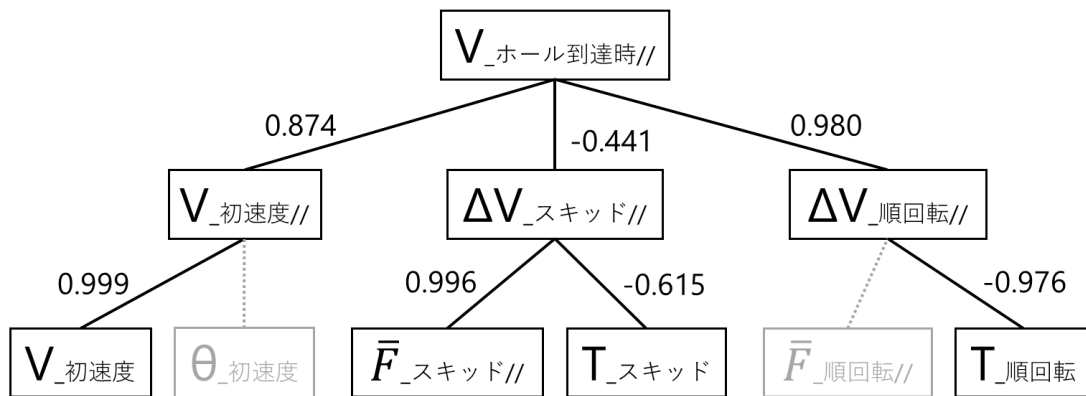 V_ホール到達時//
0.874
-0.441
0.980
V_初速度//
ΔV_スキッド//
ΔV_順回転//
0.999
0.996
-0.615
-0.976
V_初速度
θ_初速度
F̅_スキッド//
T_スキッド
F̅_順回転//
T_順回転